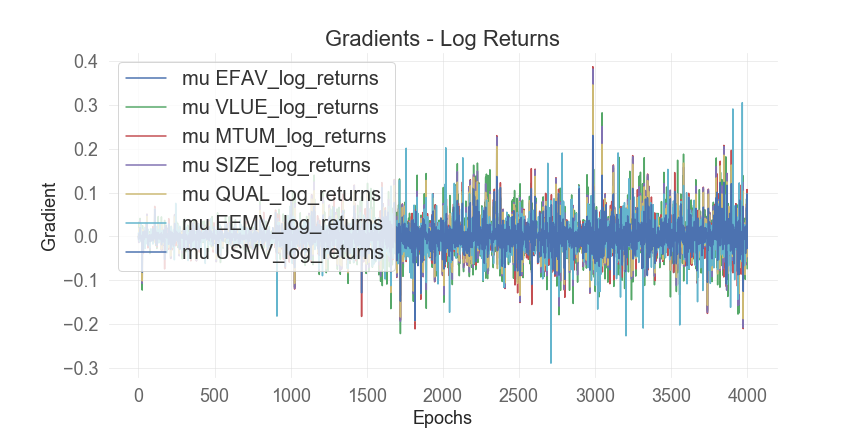 Gradients - Log Returns
0.4
0.3
0.2
0.1
0.0
−0.1
−0.2
−0.3
Gradient
mu EFAV_log_returns
mu VLUE_log_returns
mu MTUM_log_returns
mu SIZE_log_returns
mu QUAL_log_returns
mu EEMV_log_returns
mu USMV_log_returns
0 500 1000 1500 2000 2500 3000 3500 4000
Epochs